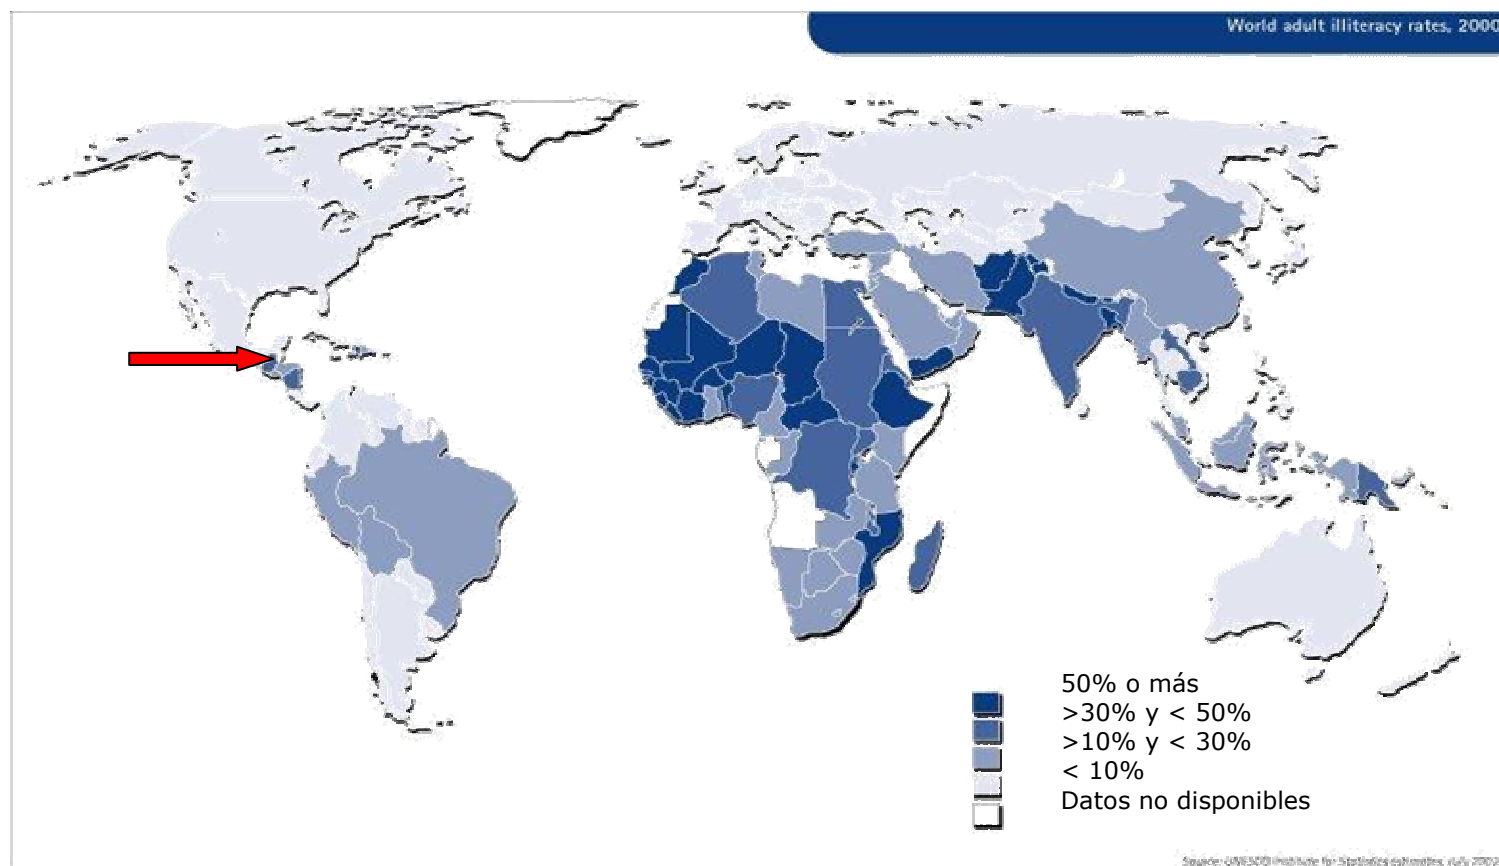 World adult illiteracy rates, 2000
50% o más
>30% y < 50%
>10% y < 30%
< 10%
Datos no disponibles
Source: UNESCO Institute for Statistics estimates, July